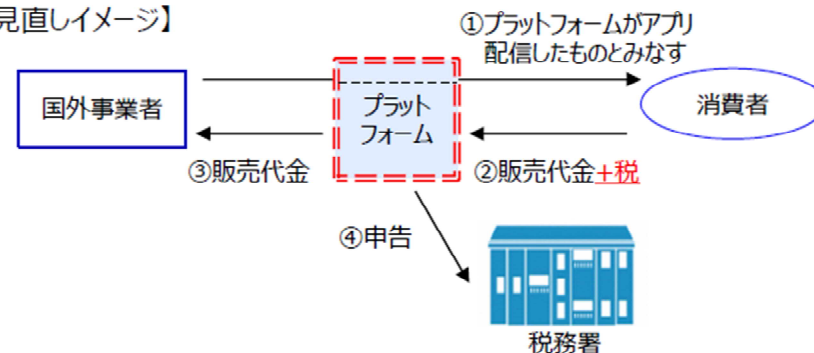 見直しイメージ】
①プラットフォームがアプリ
配信したものとみなす
国外事業者
プラット
フォーム
消費者
③販売代金
②販売代金+税
④申告
税務署